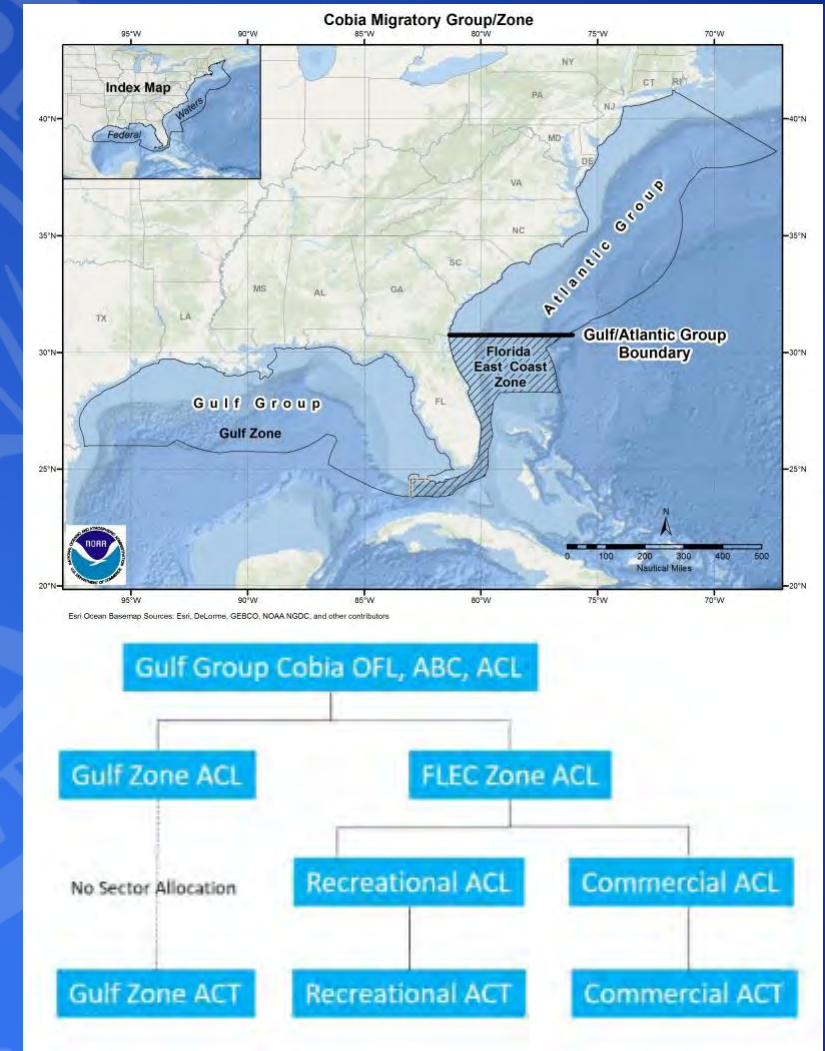 Cobia Migratory Group/Zone
95°W 90°W 85°W 80°W 75°W 70°W
Index Map
Federal Waters
NY
CT
RI
PA
NJ
40°N 40°N
MD
DE
VA
35°N 35°N
NC
SC
Atlantic Group
TX
LA
MS
AL
GA
Gulf/Atlantic Group
Boundary
30°N 30°N
Florida
East Coast
Zone
FL
Gulf Group
Gulf Zone
25°N 25°N
N
NOAA
0 50 100 200 300 400 500
Nautical Miles
20°N 20°N
95°W 90°W 85°W 80°W 75°W 70°W
Esri Ocean Basemap Sources: Esri, DeLorme, GEBCO, NOAA NGDC, and other contributors
Gulf Group Cobia OFL, ABC, ACL
Gulf Zone ACL
FLEC Zone ACL
No Sector Allocation
Recreational ACL
Commercial ACL
Gulf Zone ACT
Recreational ACT
Commercial ACT